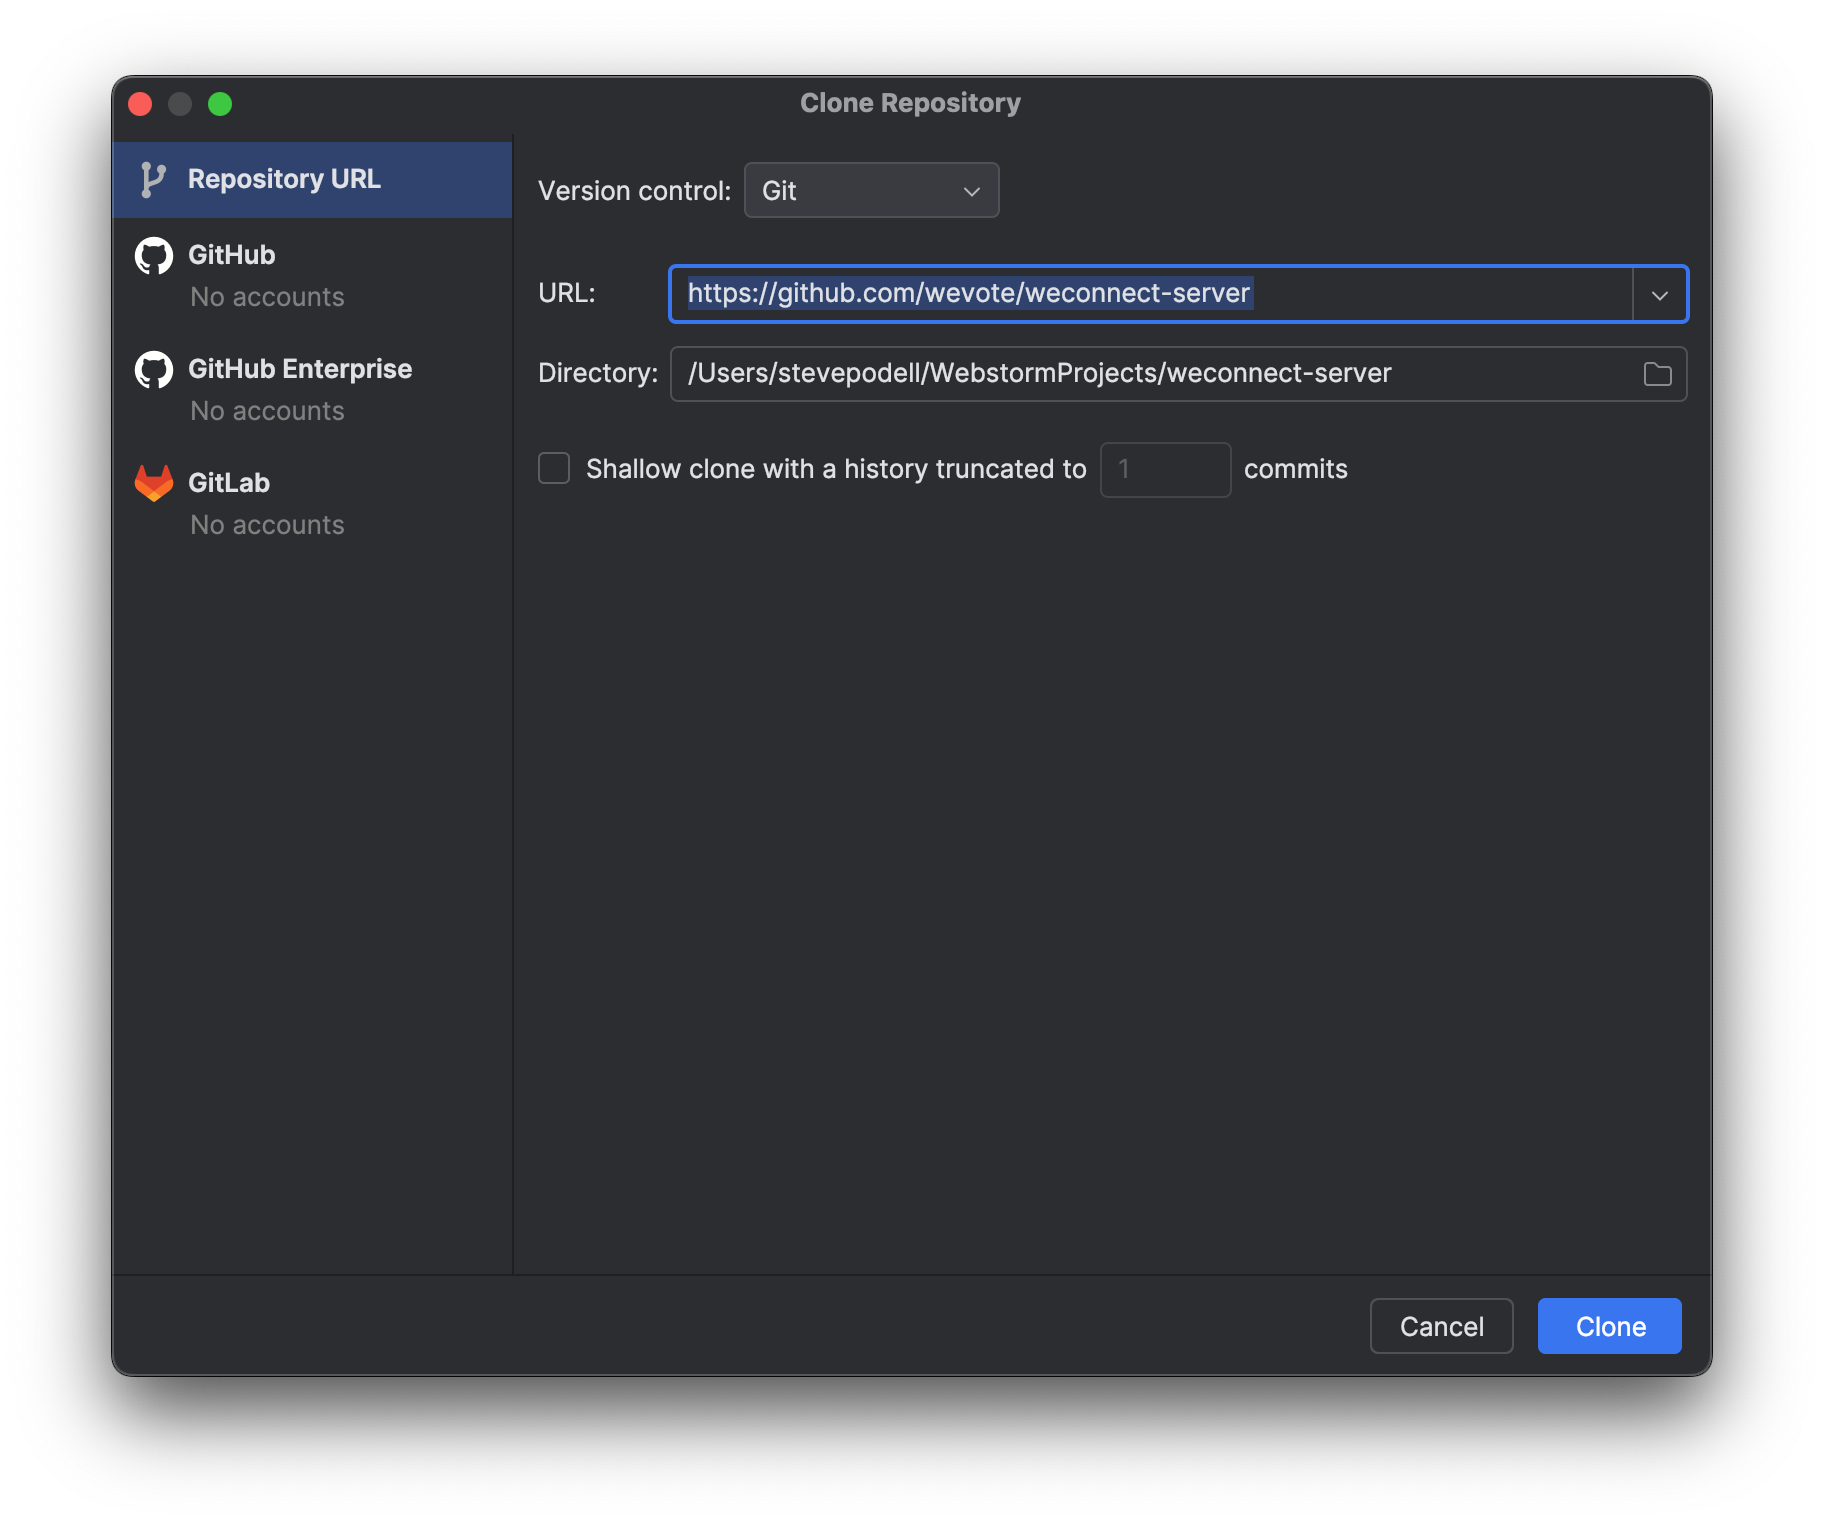 Clone Repository
Repository URL
GitHub
No accounts
GitHub Enterprise
No accounts
GitLab
No accounts
Version control: Git
URL: https://github.com/wevote/weconnect-server
Directory: /Users/stevepodell/WebstormProjects/weconnect-server
Shallow clone with a history truncated to 1 commits
Cancel Clone